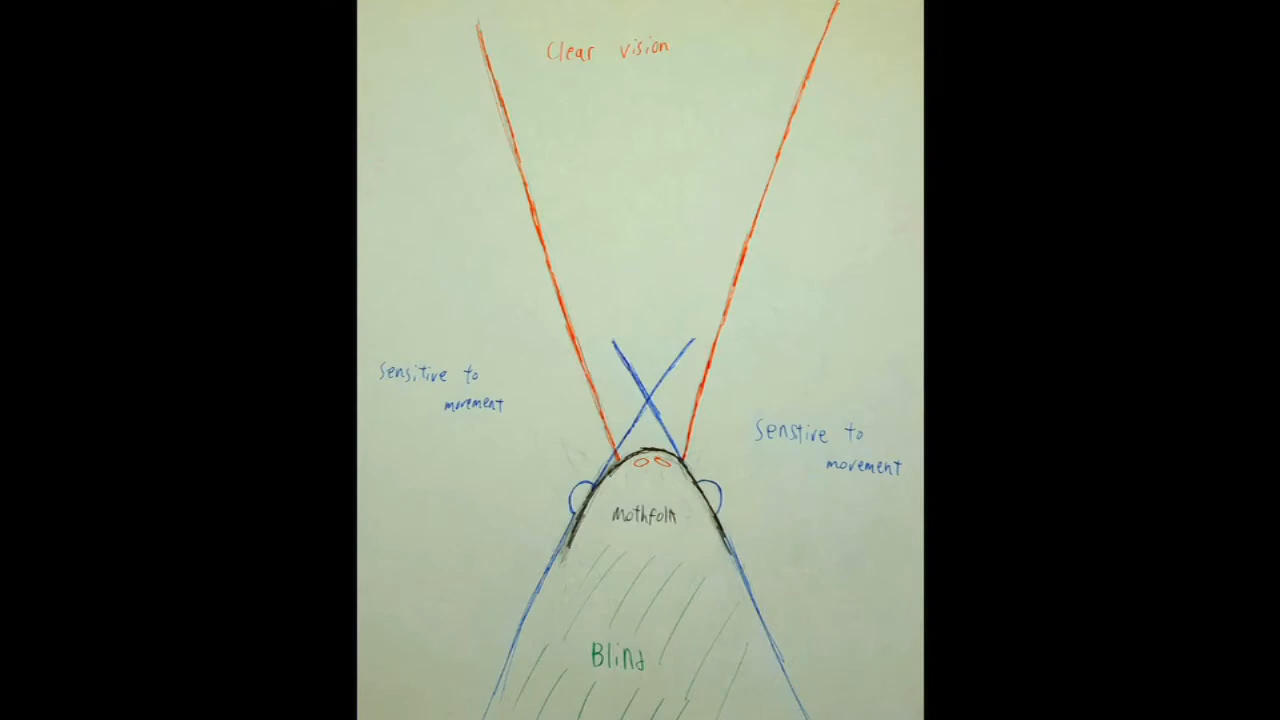 Clear vision
Sensitive to
movement
Senstive to
movement
Mothfolk
Blind